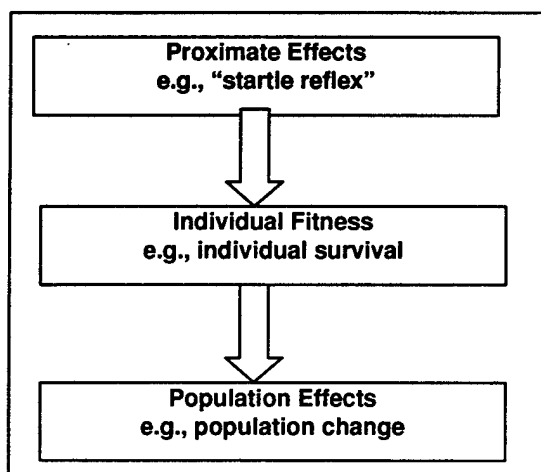 Proximate Effects
e.g., “startle reflex”
Individual Fitness
e.g., individual survival
Population Effects
e.g., population change